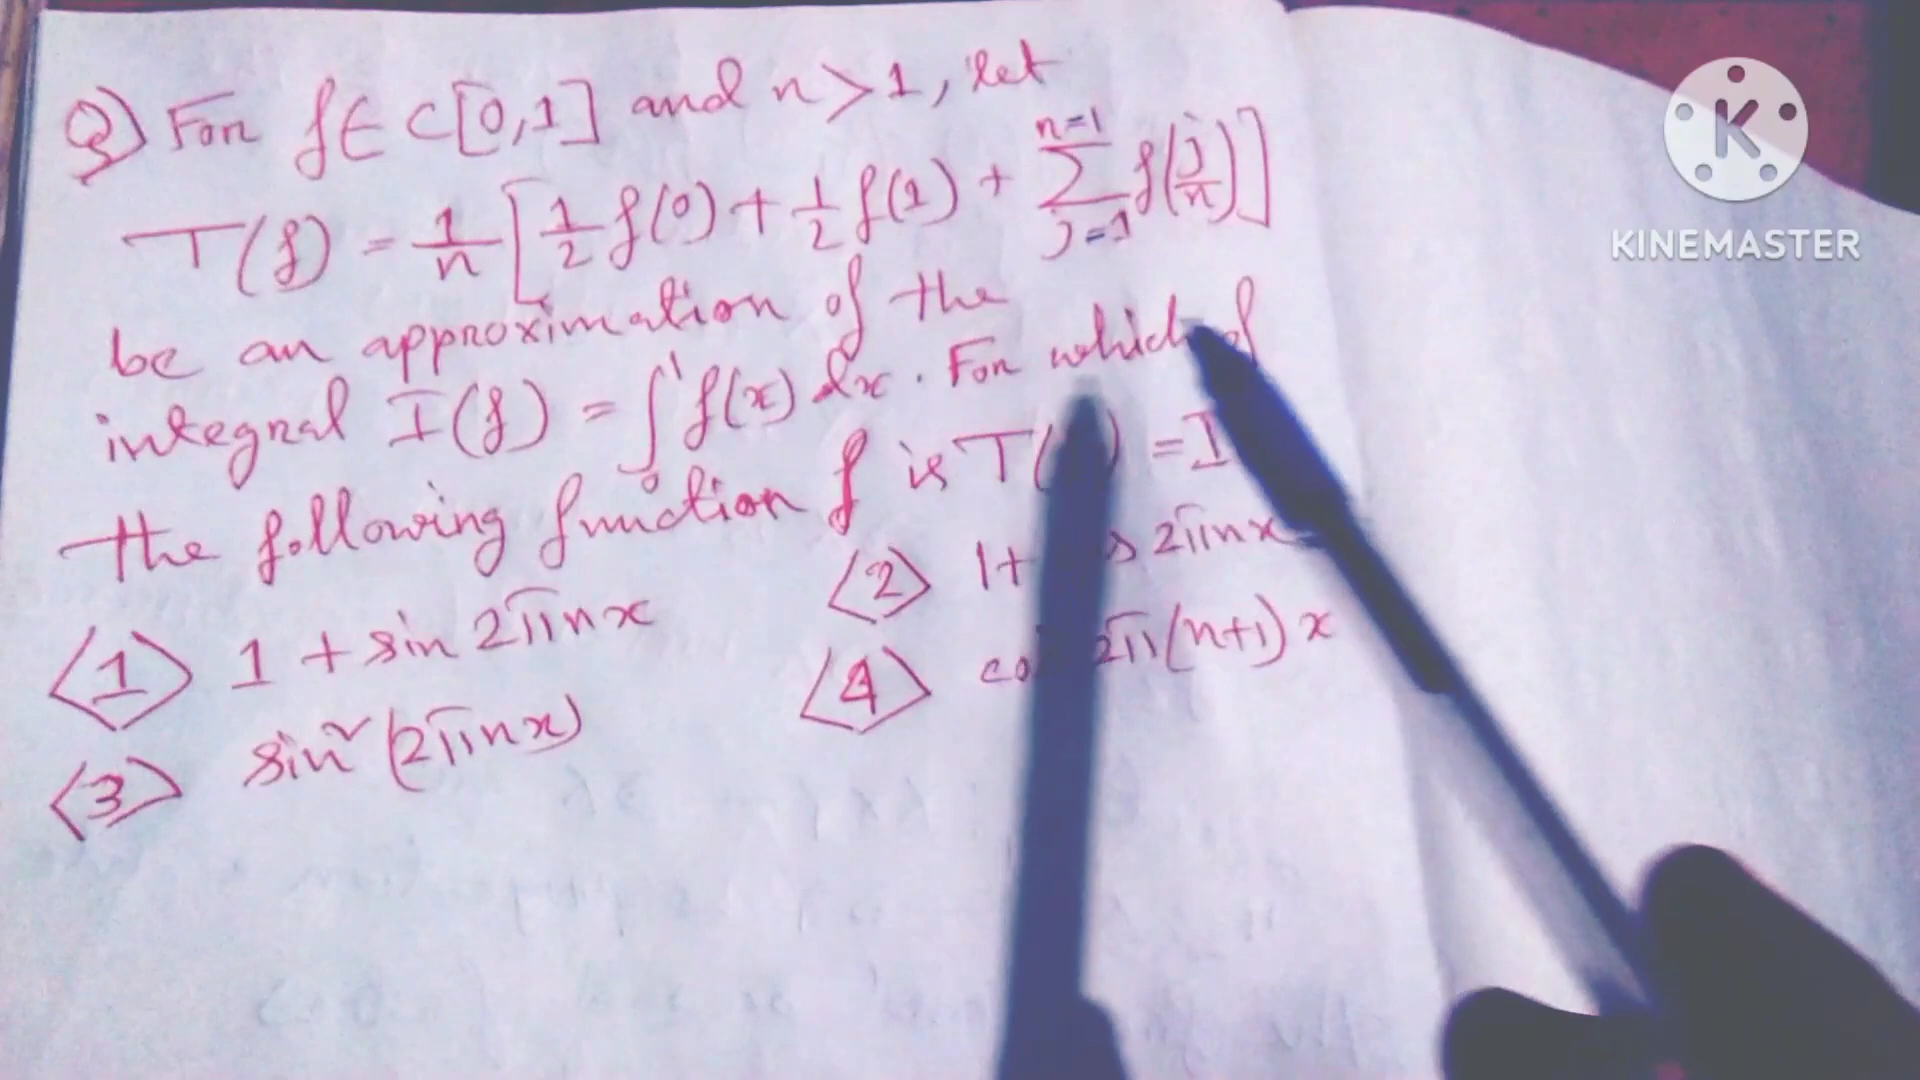 Q) For f∈ C[0,1] and n>1, let
T(f) = 1/n [1/2 f(0) + 1/2 f(1) + Σ_{j=1}^{n-1} f(j/n)]
be an approximation of the
integral I(f) = ∫_0^1 f(x) dx. For which of
the following function f is T( ) = I
<1> 1 + sin 2πnx
<2> 1+ s 2πnx
<3> sin² (2πnx)
<4> co 2π(n+1) x
K
KINEMASTER